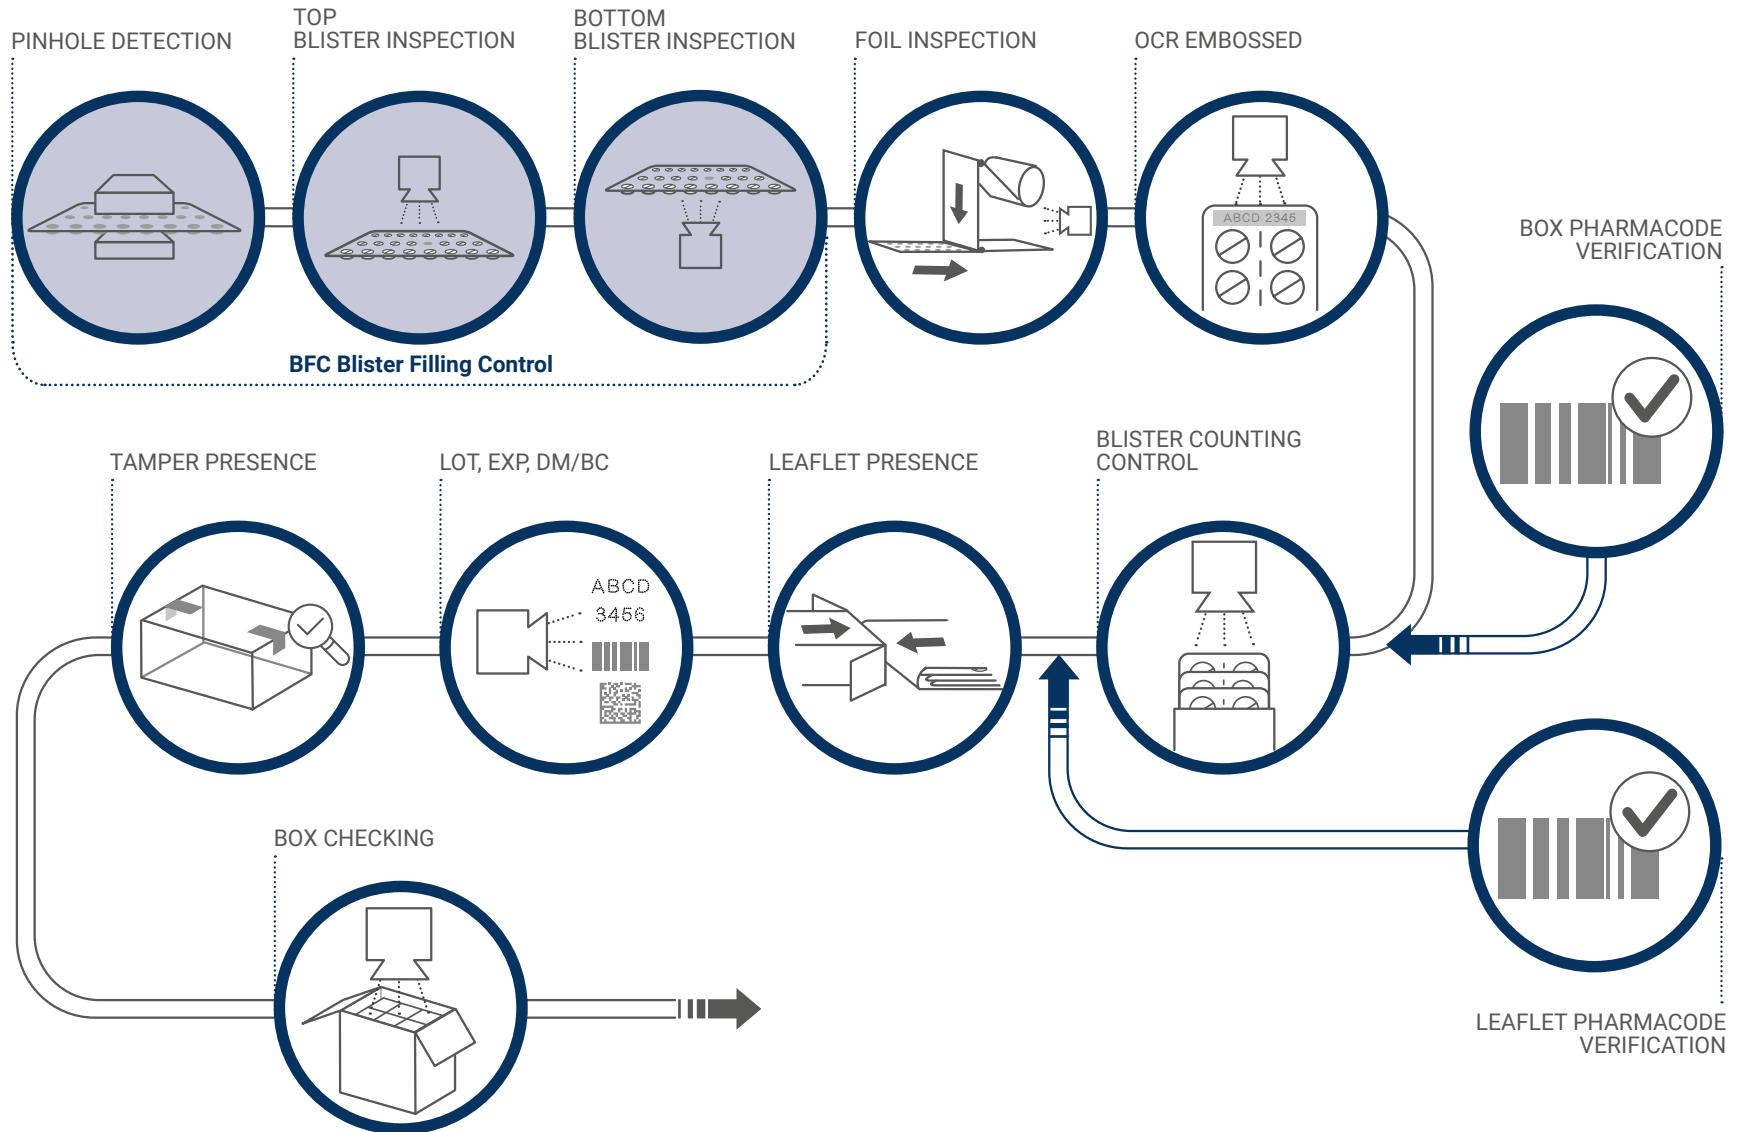 PINHOLE DETECTION
TOP
BLISTER INSPECTION
BOTTOM
BLISTER INSPECTION
FOIL INSPECTION
OCR EMBOSSED
ABCD 2345
BFC Blister Filling Control
BOX PHARMACODE
VERIFICATION
TAMPER PRESENCE
LOT, EXP, DM/BC
ABCD
3456
LEAFLET PRESENCE
BLISTER COUNTING
CONTROL
BOX CHECKING
LEAFLET PHARMACODE
VERIFICATION